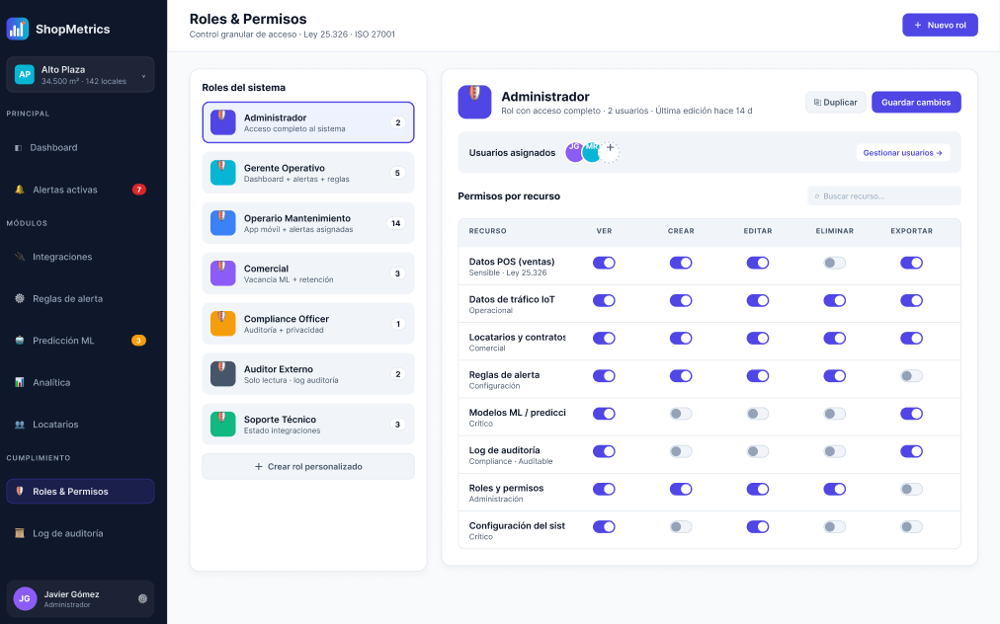 ShopMetrics
AP
Alto Plaza
34.500 m² · 142 locales
PRINCIPAL
Dashboard
Alertas activas
7
MÓDULOS
Integraciones
Reglas de alerta
Predicción ML
3
Analítica
Locatarios
CUMPLIMIENTO
Roles & Permisos
Log de auditoría
JG
Javier Gómez
Administrador
Roles & Permisos
Control granular de acceso · Ley 25.326 · ISO 27001
+ Nuevo rol
Roles del sistema
Administrador
Acceso completo al sistema
2
Gerente Operativo
Dashboard + alertas + reglas
5
Operario Mantenimiento
App móvil + alertas asignadas
14
Comercial
Vacancia ML + retención
3
Compliance Officer
Auditoría + privacidad
1
Auditor Externo
Solo lectura · log auditoría
2
Soporte Técnico
Estado integraciones
3
+ Crear rol personalizado
Administrador
Rol con acceso completo · 2 usuarios · Última edición hace 14 d
Duplicar
Guardar cambios
Usuarios asignados
JG
MR
+
Gestionar usuarios →
Permisos por recurso
Buscar recurso...
RECURSO VER CREAR EDITAR ELIMINAR EXPORTAR
Datos POS (ventas)
Sensible · Ley 25.326
Datos de tráfico IoT
Operacional
Locatarios y contratos
Comercial
Reglas de alerta
Configuración
Modelos ML / predicci
Crítico
Log de auditoría
Compliance · Auditable
Roles y permisos
Administración
Configuración del sist
Crítico